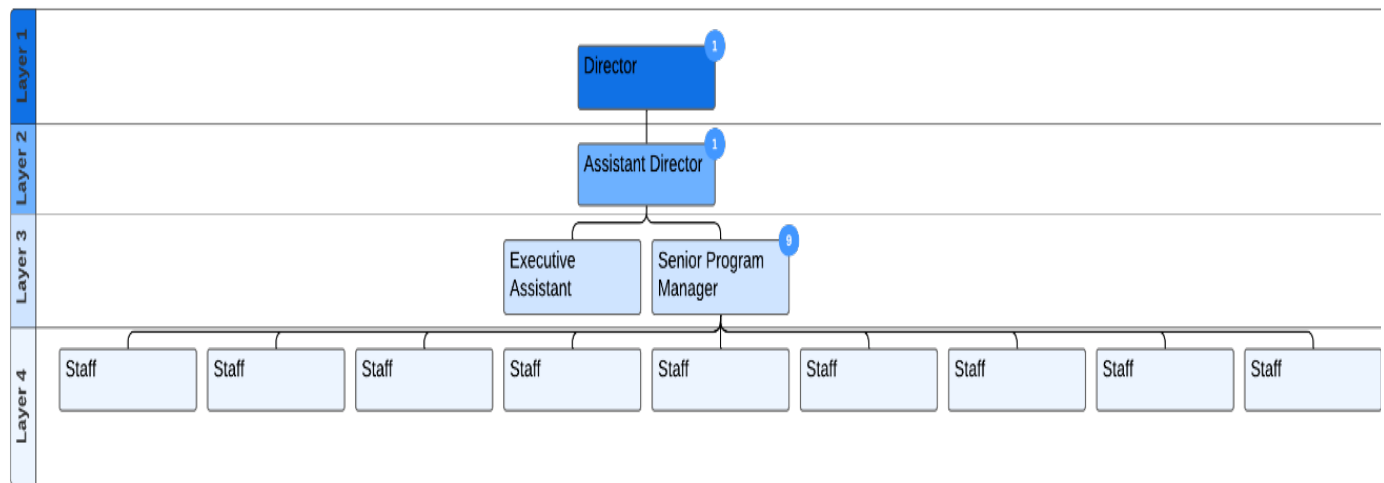 Layer 1
Director
1
Layer 2
Assistant Director
1
Layer 3
Executive
Assistant
Senior Program
Manager
9
Layer 4
Staff
Staff
Staff
Staff
Staff
Staff
Staff
Staff
Staff